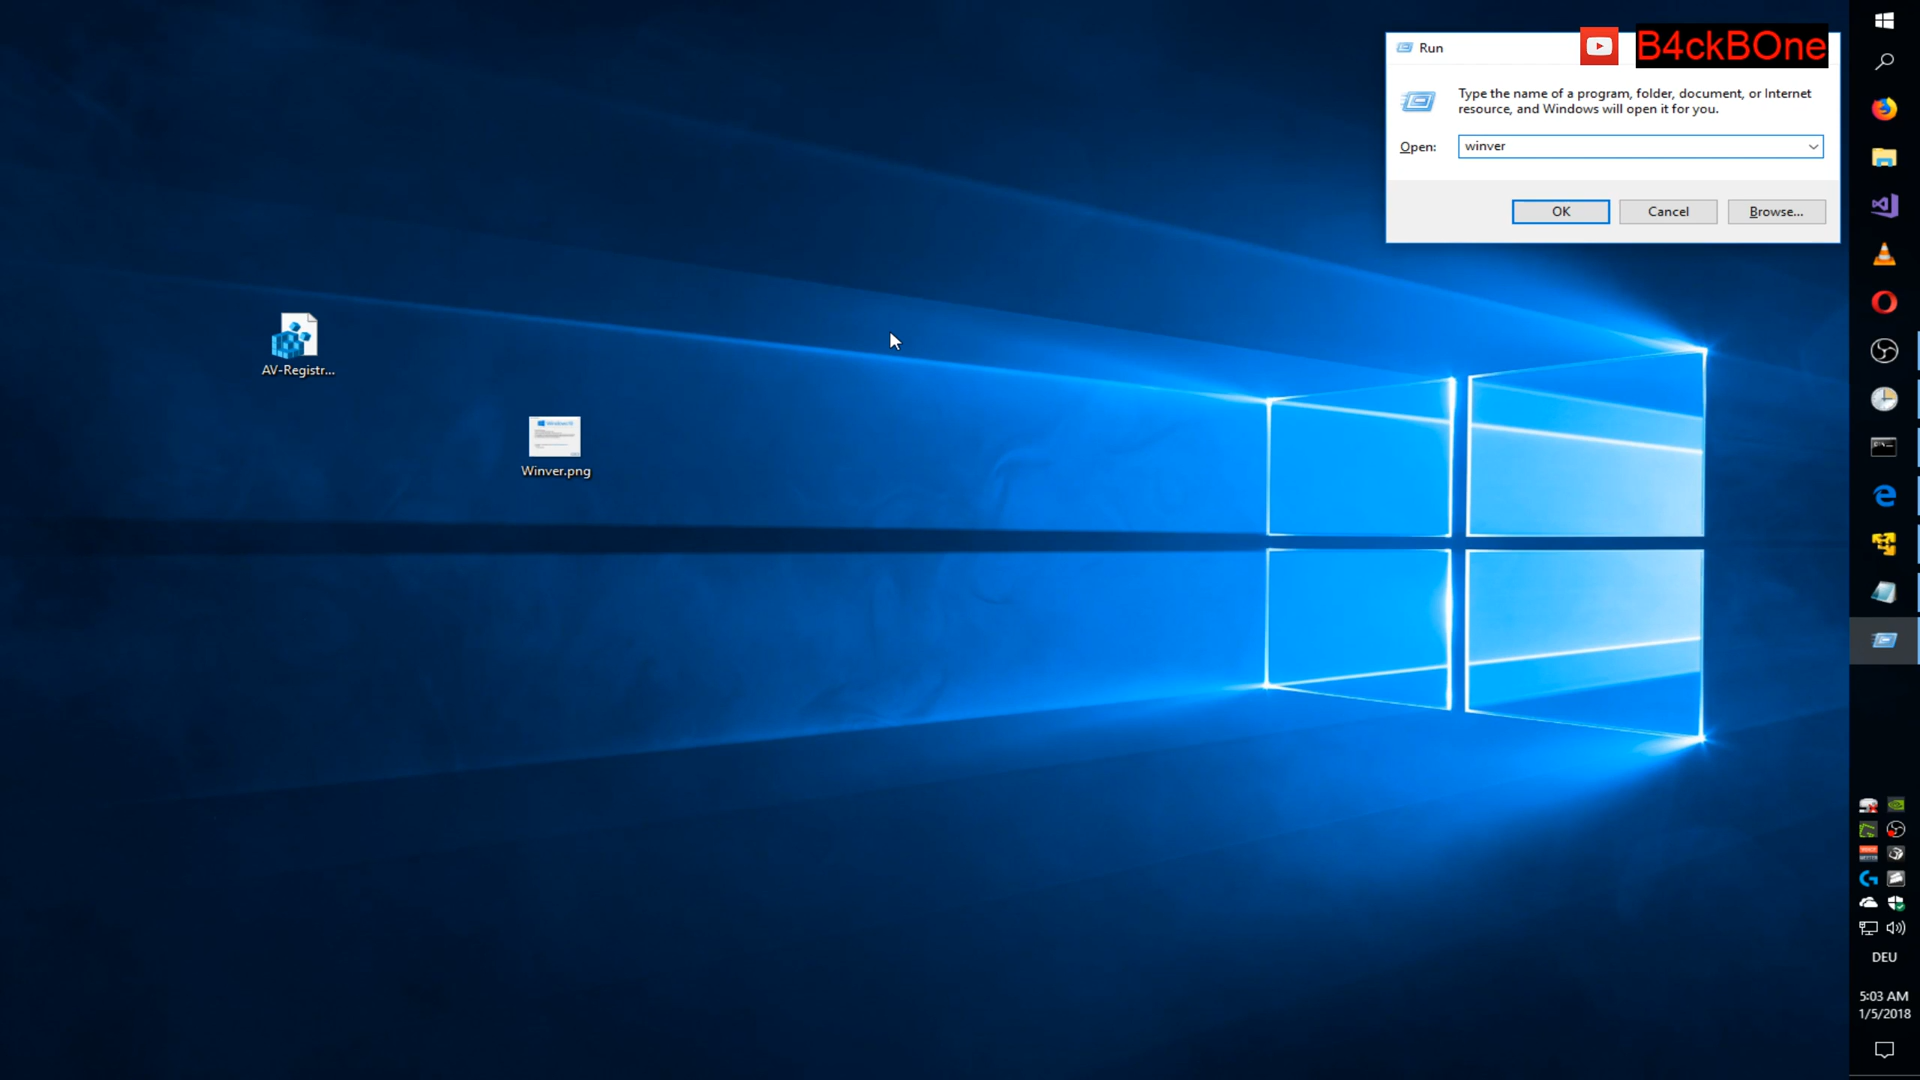 Run
B4ckBOne
Type the name of a program, folder, document, or Internet
resource, and Windows will open it for you.
Open:
winver
OK
Cancel
Browse...
AV-Registr...
Winver.png
DEU
5:03 AM
1/5/2018